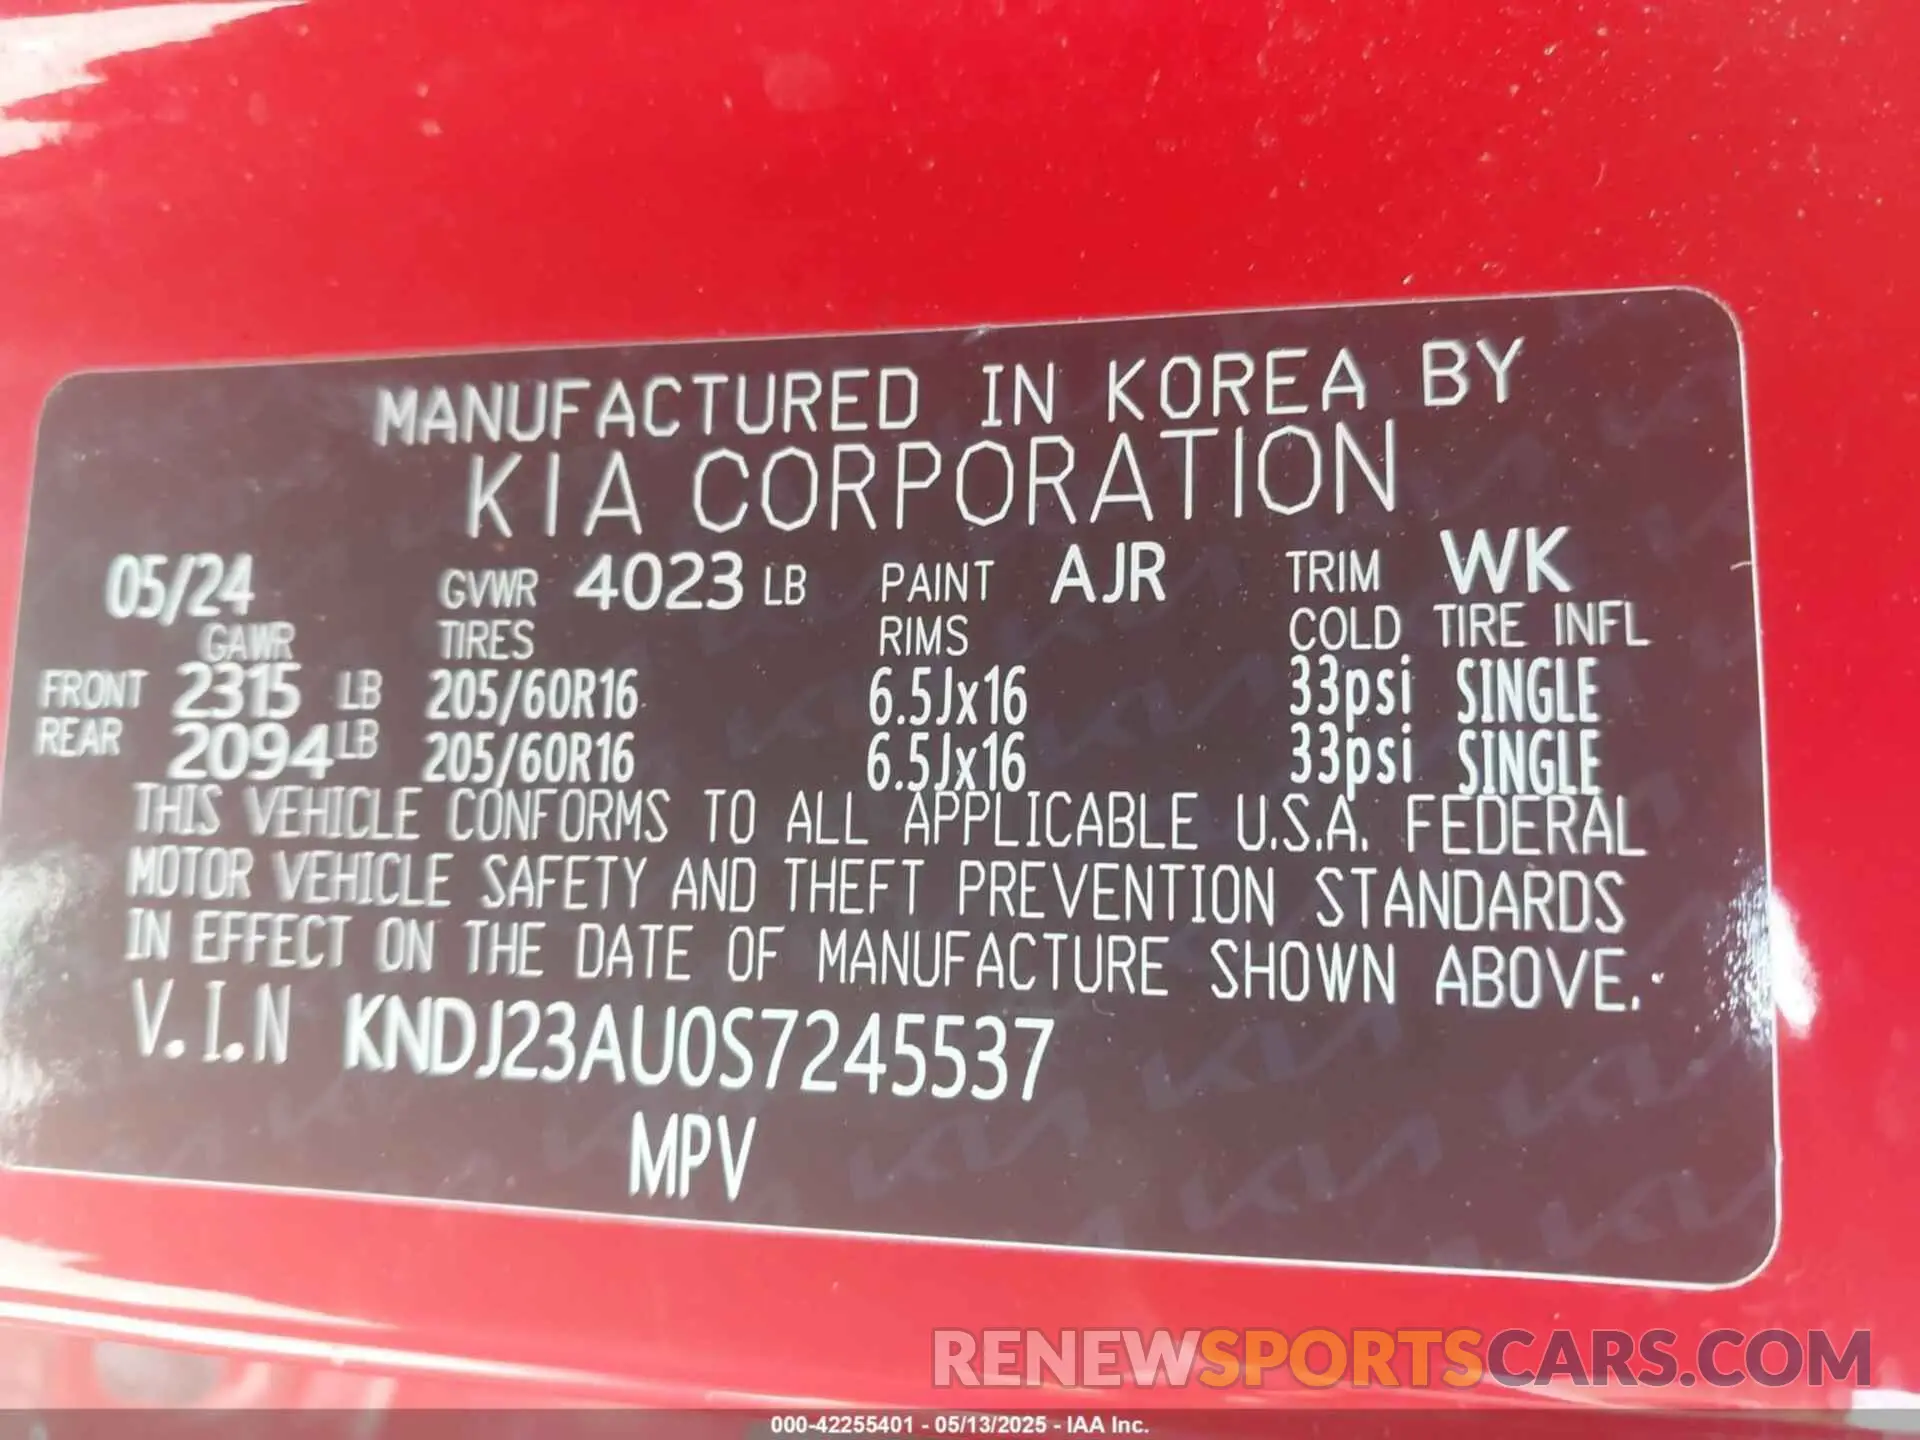 MANUFACTURED IN KOREA BY
KIA CORPORATION
05/24 GVWR 4023 LB PAINT AJR TRIM WK
GAWR TIRES RIMS COLD TIRE INFL
FRONT 2315 LB 205/60R16 6.5Jx16 33psi SINGLE
REAR 2094 LB 205/60R16 6.5Jx16 33psi SINGLE
THIS VEHICLE CONFORMS TO ALL APPLICABLE U.S.A. FEDERAL
MOTOR VEHICLE SAFETY AND THEFT PREVENTION STANDARDS
IN EFFECT ON THE DATE OF MANUFACTURE SHOWN ABOVE.
V.I.N KNDJ23AU0S7245537
MPV
RENEWSPORTSCARS.COM
000-42255401 - 05/13/2025 - IAA Inc.